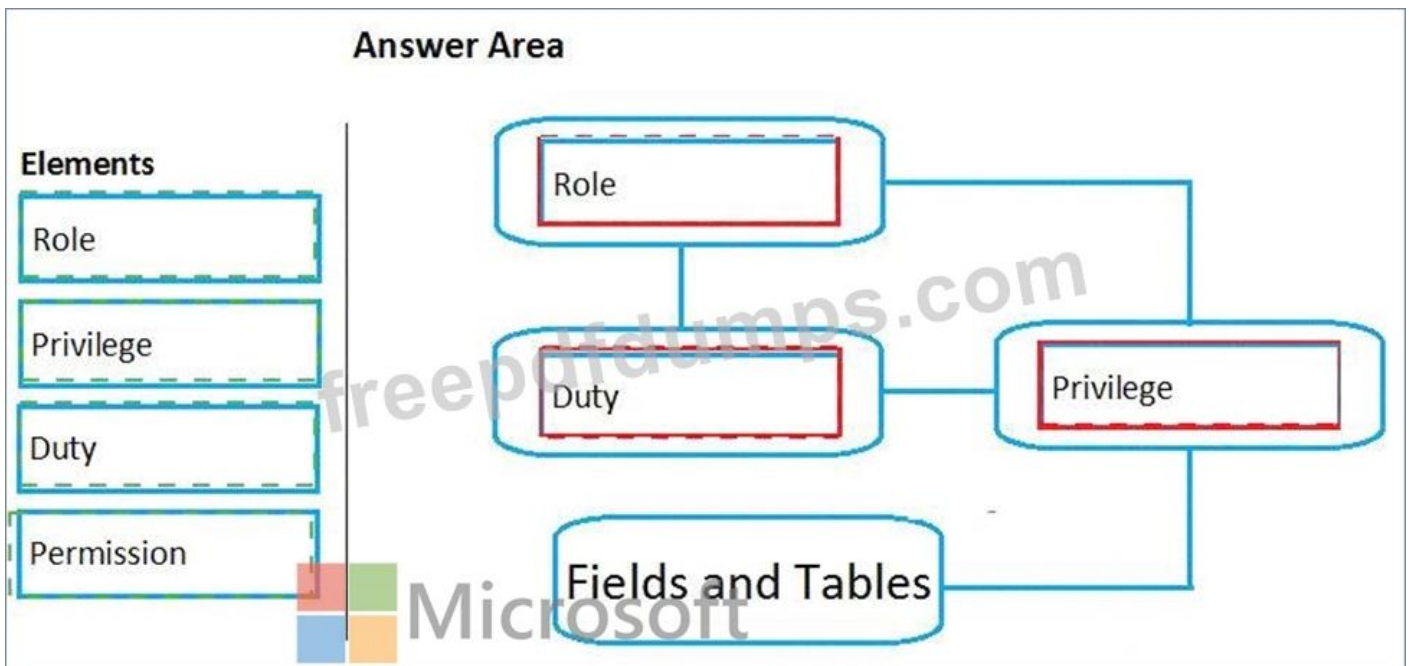 Answer Area
Elements
Role
Privilege
Duty
Permission
Role
Duty
Privilege
Fields and Tables
freepdfdumps.com
Microsoft